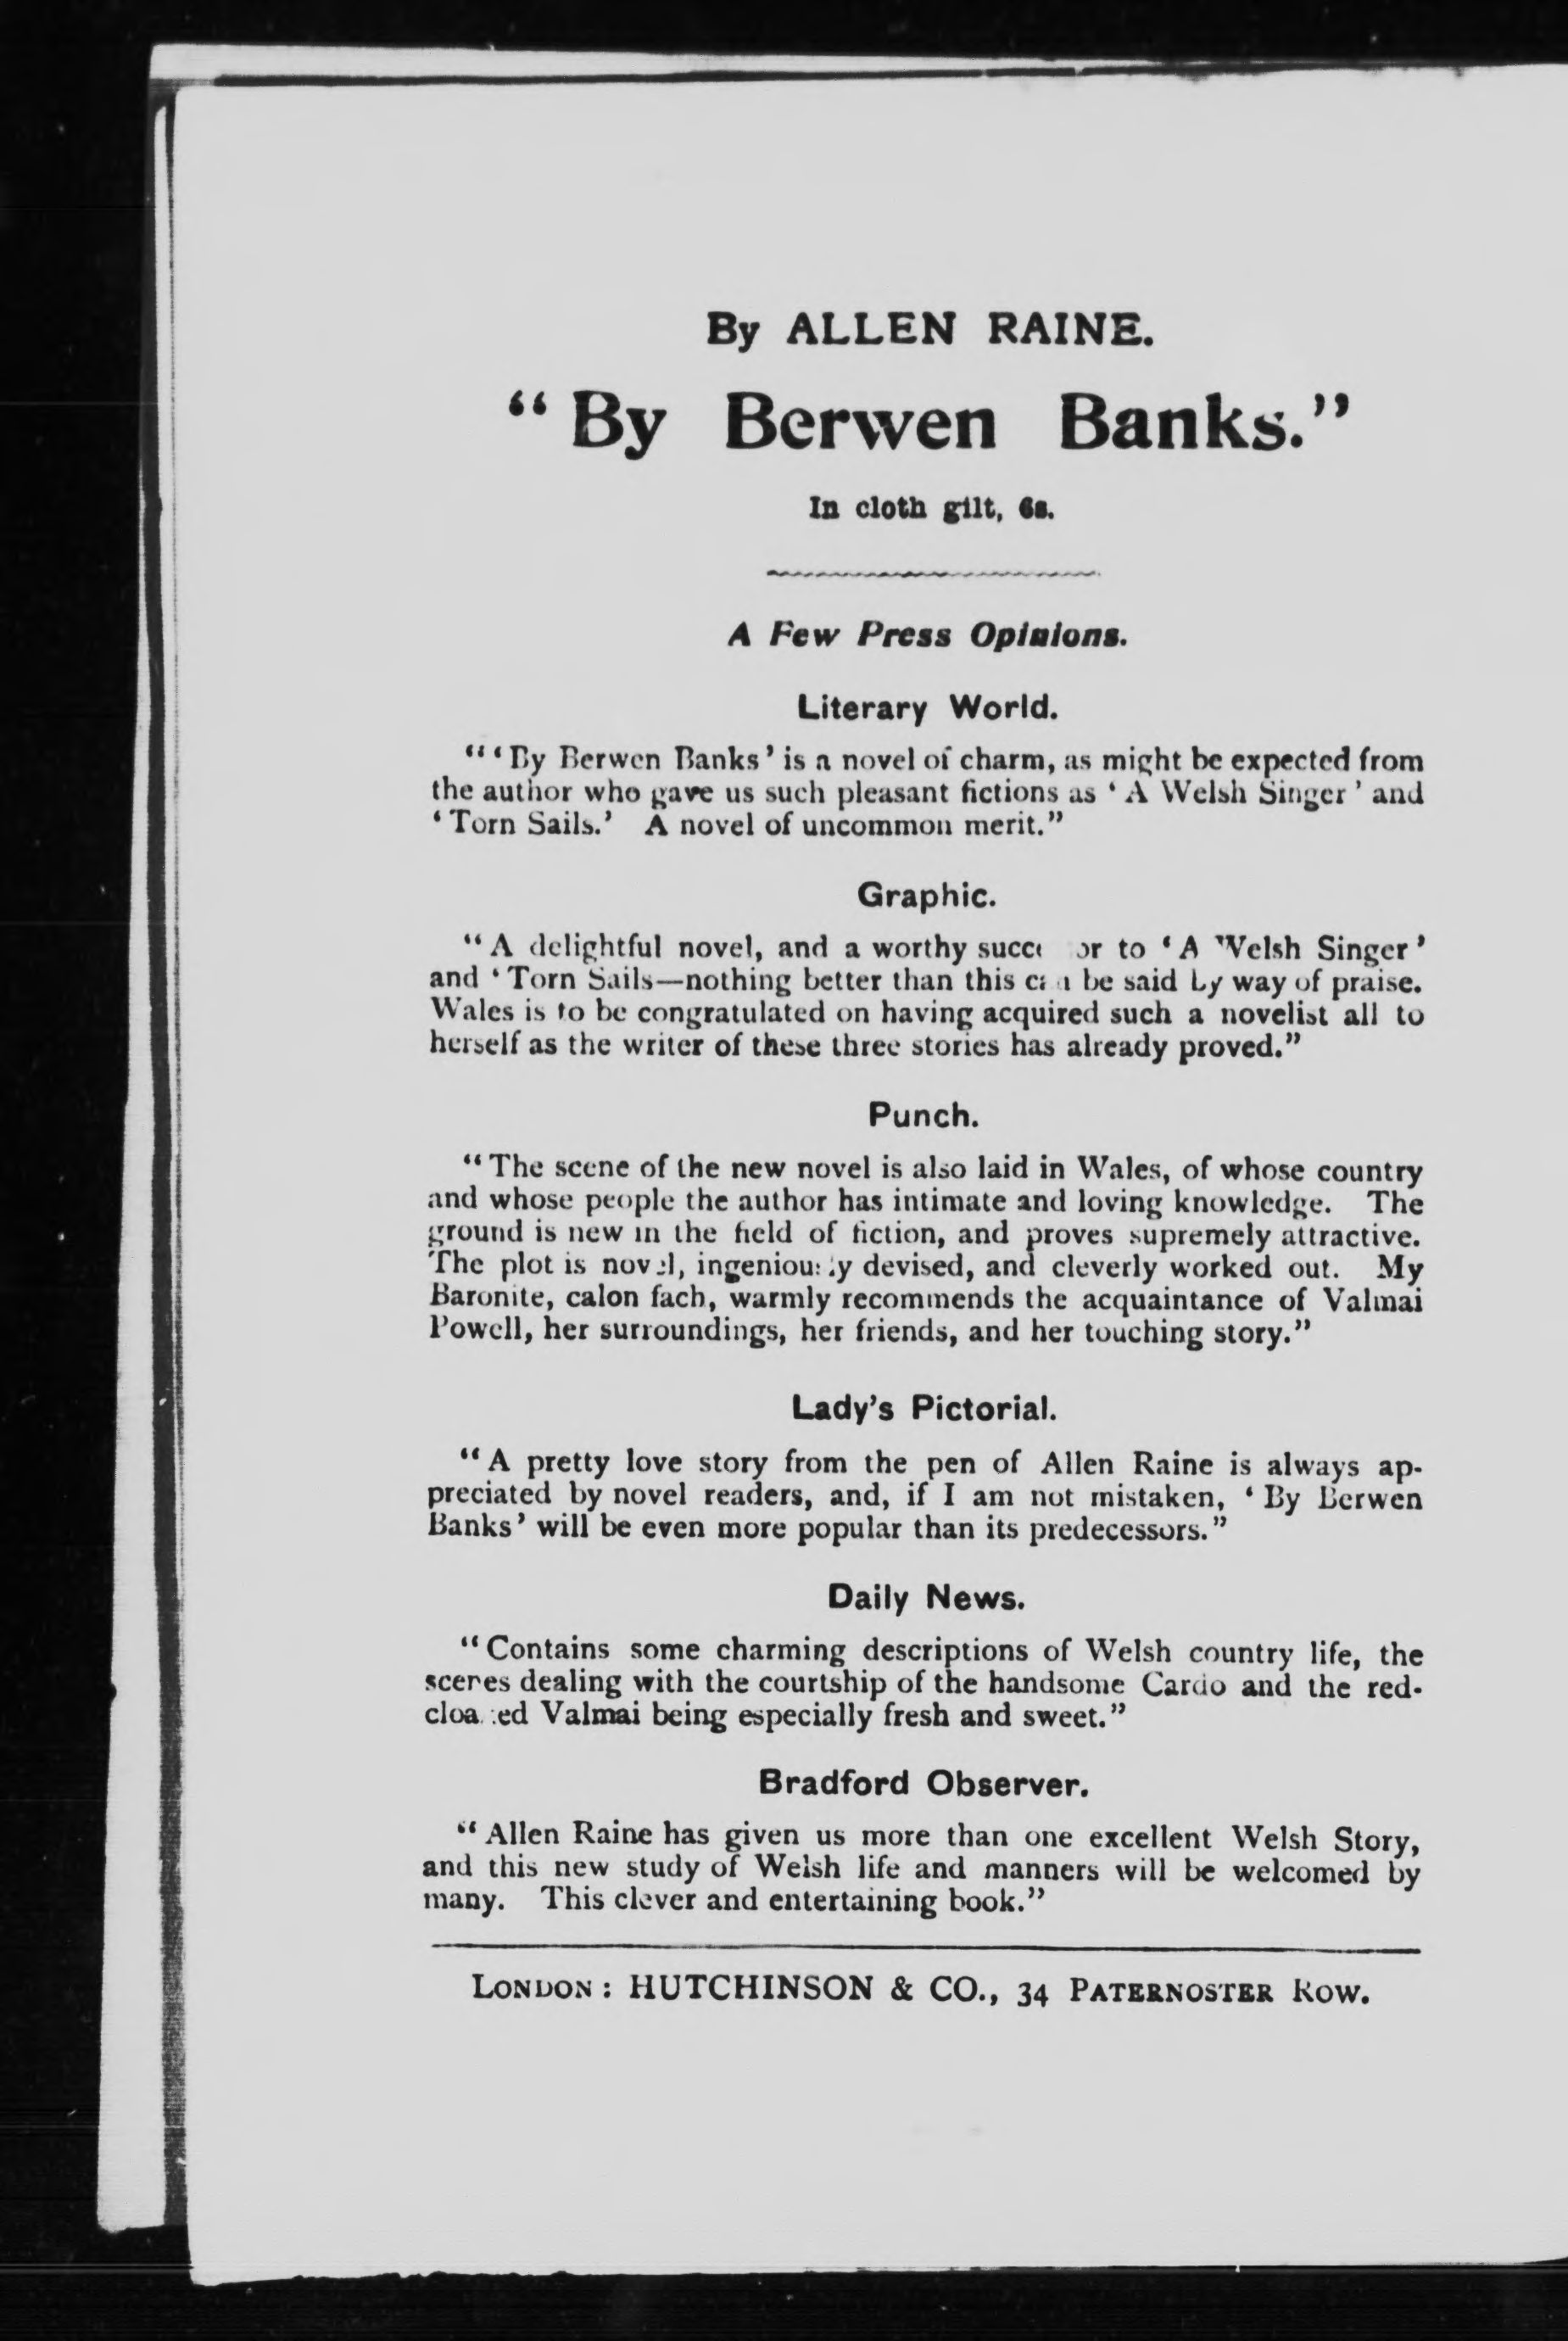 By ALLEN RAINE.
“By Berwen Banks.”
In cloth gilt, 6s.
A Few Press Opinions.
Literary World.
“‘By Berwen Banks’ is a novel of charm, as might be expected from
the author who gave us such pleasant fictions as ‘A Welsh Singer’ and
‘Torn Sails.’ A novel of uncommon merit.”
Graphic.
“A delightful novel, and a worthy to ‘A Welsh Singer’
and ‘Torn Sails—nothing better than this can be said by way of praise.
Wales is to be congratulated on having acquired such a novelist all to
herself as the writer of these three stories has already proved.”
Punch.
“The scene of the new novel is also laid in Wales, of whose country
and whose people the author has intimate and loving knowledge. The
ground is new in the field of fiction, and proves supremely attractive.
The plot is novel, ingeniously devised, and cleverly worked out. My
Baronite, calon fach, warmly recommends the acquaintance of Valmai
Powell, her surroundings, her friends, and her touching story.”
Lady’s Pictorial.
“A pretty love story from the pen of Allen Raine is always ap-
preciated by novel readers, and, if I am not mistaken, ‘By Berwen
Banks’ will be even more popular than its predecessors.”
Daily News.
“Contains some charming descriptions of Welsh country life, the
scenes dealing with the courtship of the handsome Cardo and the red-
cloaked Valmai being especially fresh and sweet.”
Bradford Observer.
“Allen Raine has given us more than one excellent Welsh Story,
and this new study of Welsh life and manners will be welcomed by
many. This clever and entertaining book.”
LONDON: HUTCHINSON & CO., 34 PATERNOSTER ROW.